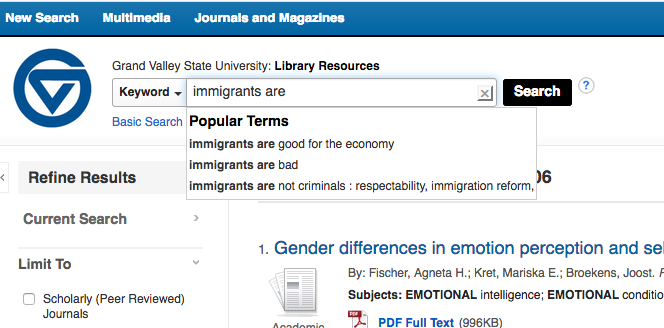 New Search Multimedia Journals and Magazines
Grand Valley State University: Library Resources
Keyword immigrants are Search ?
Basic Search
Popular Terms
immigrants are good for the economy
immigrants are bad
immigrants are not criminals : respectability, immigration reform,
Refine Results 06
Current Search
1. Gender differences in emotion perception and sel
Limit To
By: Fischer, Agneta H.; Kret, Mariska E.; Broekens, Joost.
Subjects: EMOTIONAL intelligence; EMOTIONAL conditio
Scholarly (Peer Reviewed)
Journals
Academic
PDF Full Text (996KB)